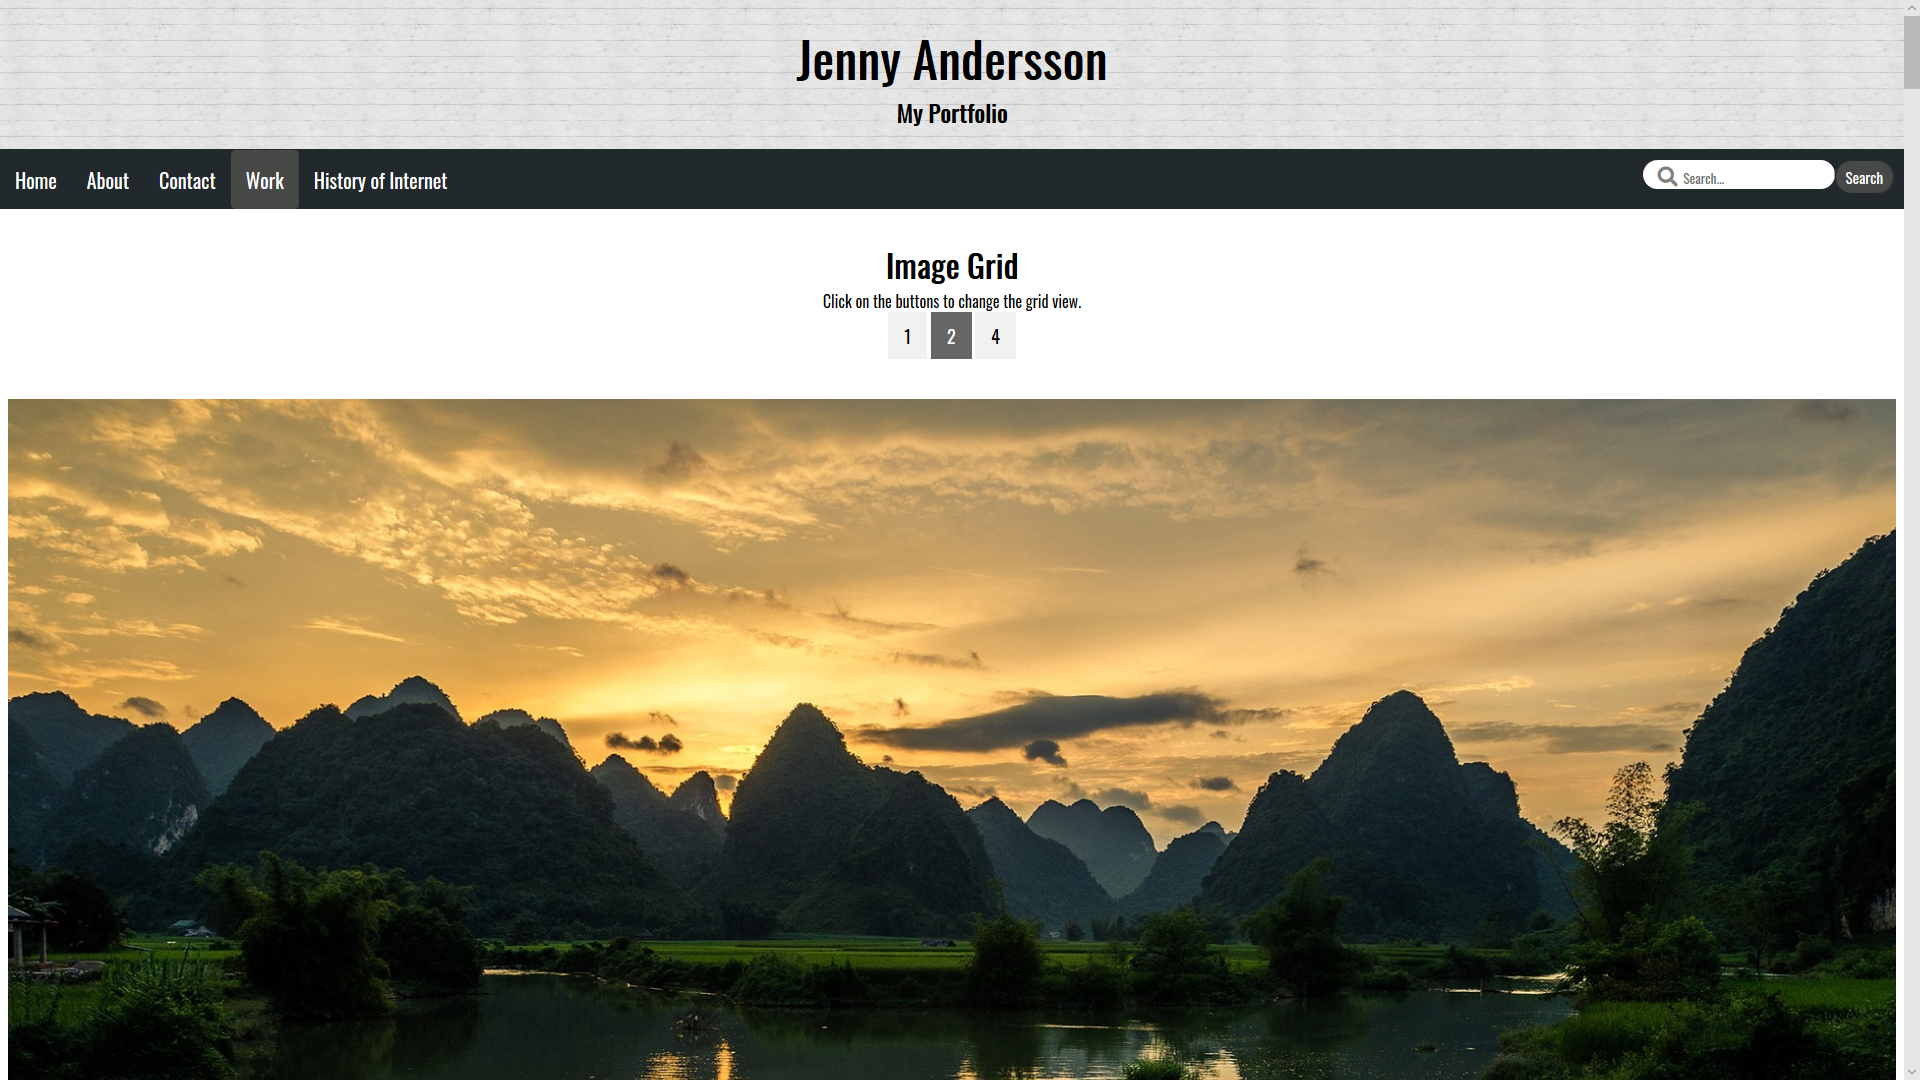 Jenny Andersson
My Portfolio
Home About Contact Work History of Internet Search... Search
Image Grid
Click on the buttons to change the grid view.
1 2 4